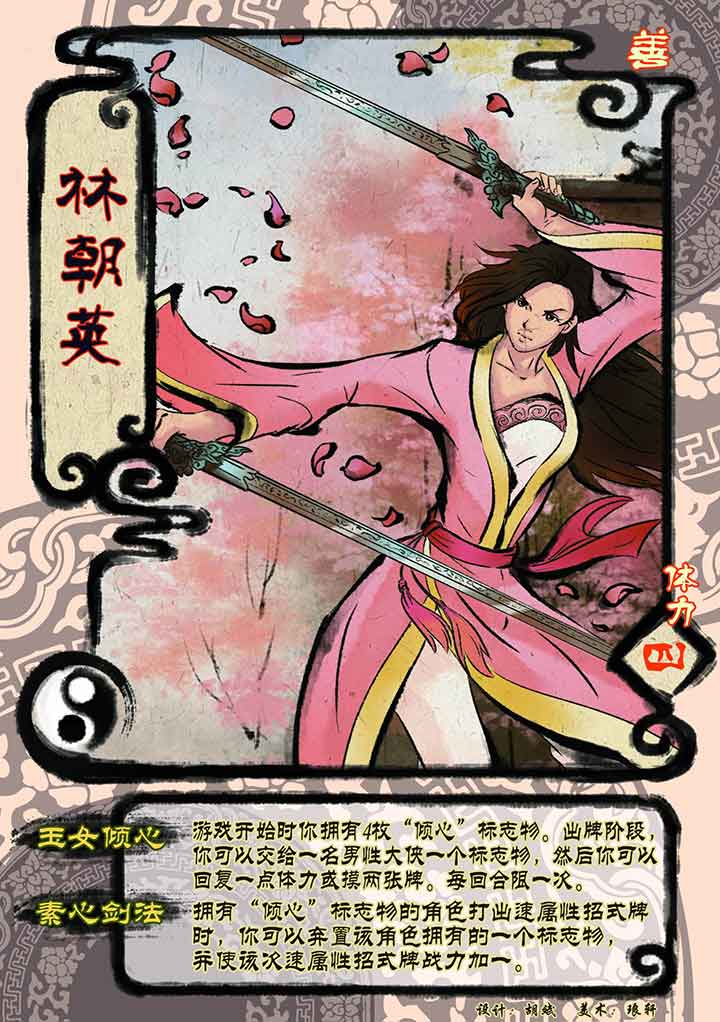 善
林朝英
体力
四
玉女倾心
游戏开始时你拥有4枚“倾心”标志物。出牌阶段，
你可以交给一名男性大侠一个标志物，然后你可以
回复一点体力或摸两张牌。每回合限一次。
素心剑法
拥有“倾心”标志物的角色打出速属性招式牌
时，你可以弃置该角色拥有的一个标志物，
并使该次速属性招式牌战力加一。
设计：胡斌 美术：琅轩